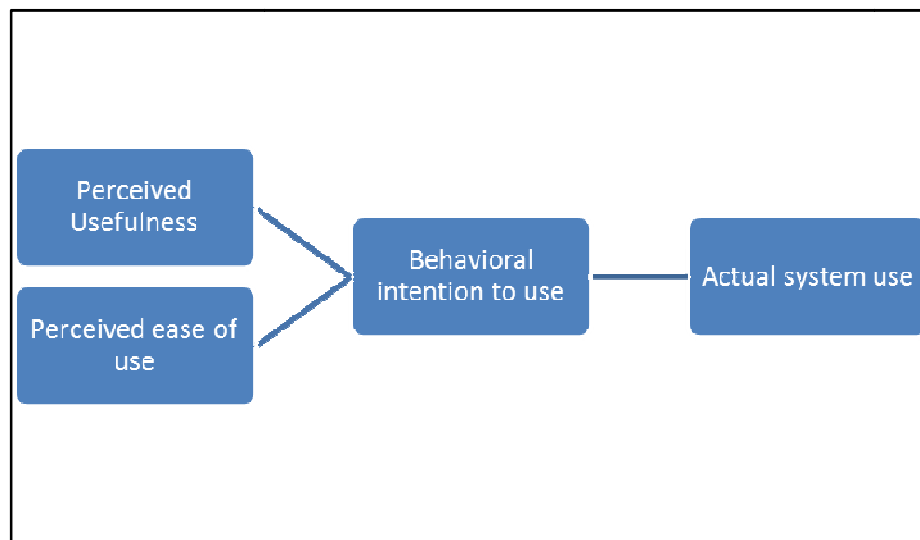 Perceived
Usefulness
Perceived ease of
use
Behavioral
intention to use
Actual system use